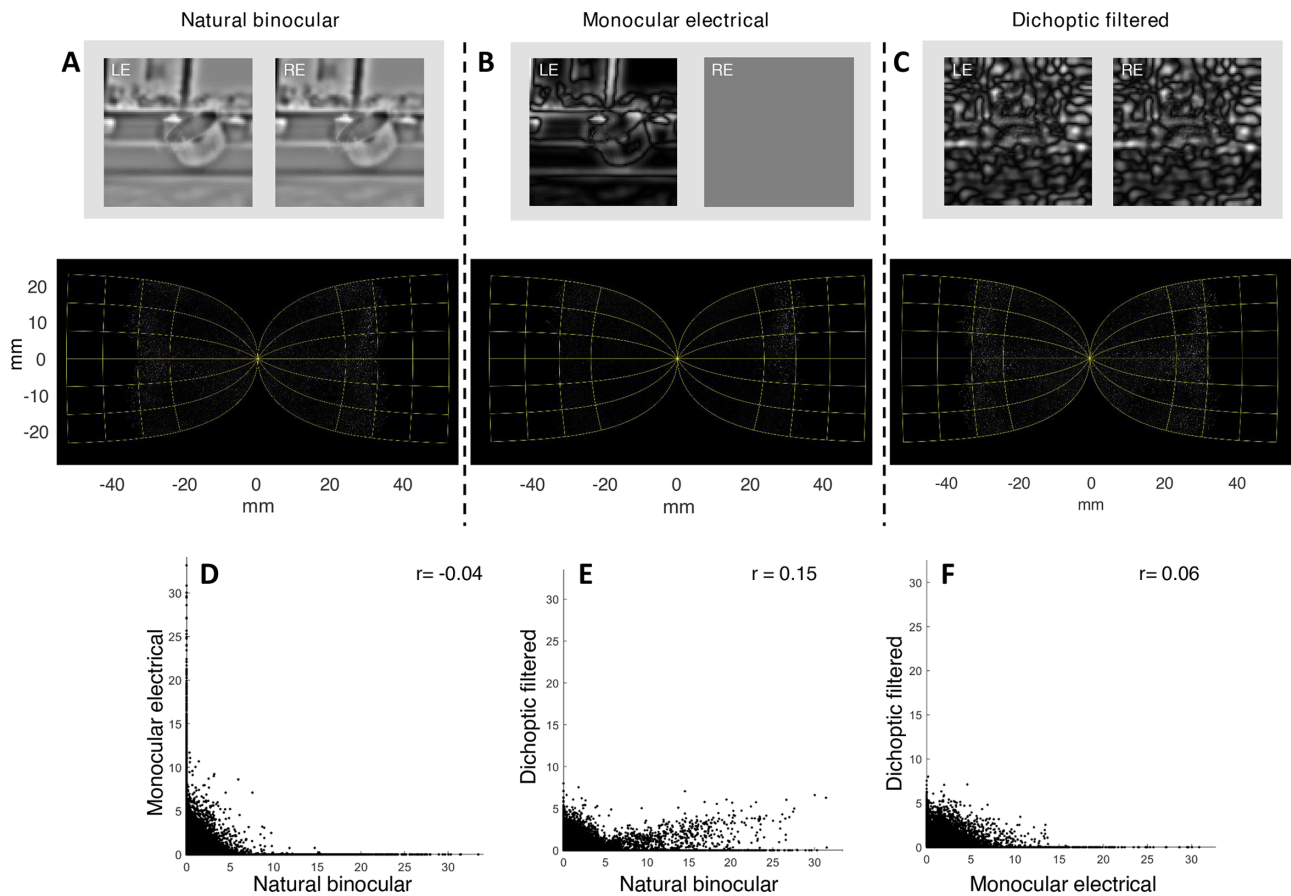 Natural binocular
Monocular electrical
Dichoptic filtered
A
LE
RE
B
LE
RE
C
LE
RE
20
10
0
-10
-20
mm
-40
-20
0
20
40
mm
-40
-20
0
20
40
mm
-40
-20
0
20
40
mm
D
r= -0.04
30
25
20
15
10
5
0
Monocular electrical
0
5
10
15
20
25
30
Natural binocular
E
r = 0.15
30
25
20
15
10
5
0
Dichoptic filtered
0
5
10
15
20
25
30
Natural binocular
F
r= 0.06
30
25
20
15
10
5
0
Dichoptic filtered
0
5
10
15
20
25
30
Monocular electrical